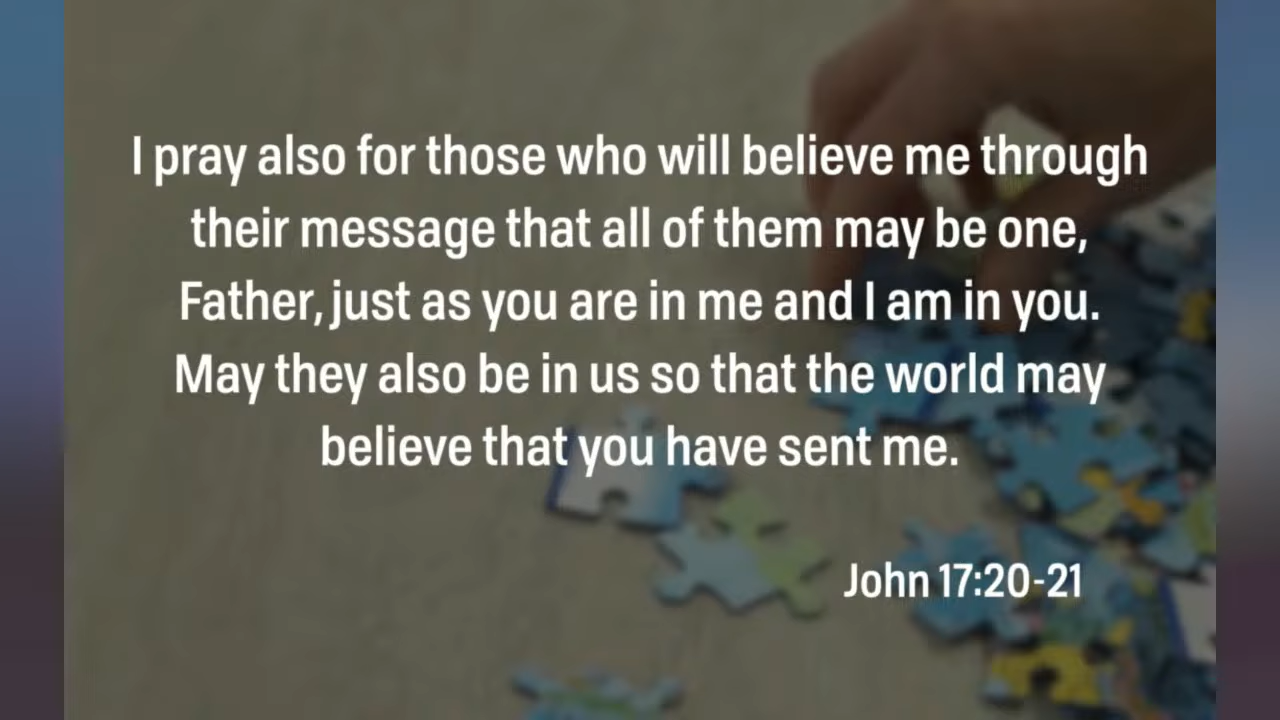 I pray also for those who will believe me through
their message that all of them may be one,
Father, just as you are in me and I am in you.
May they also be in us so that the world may
believe that you have sent me.
John 17:20-21